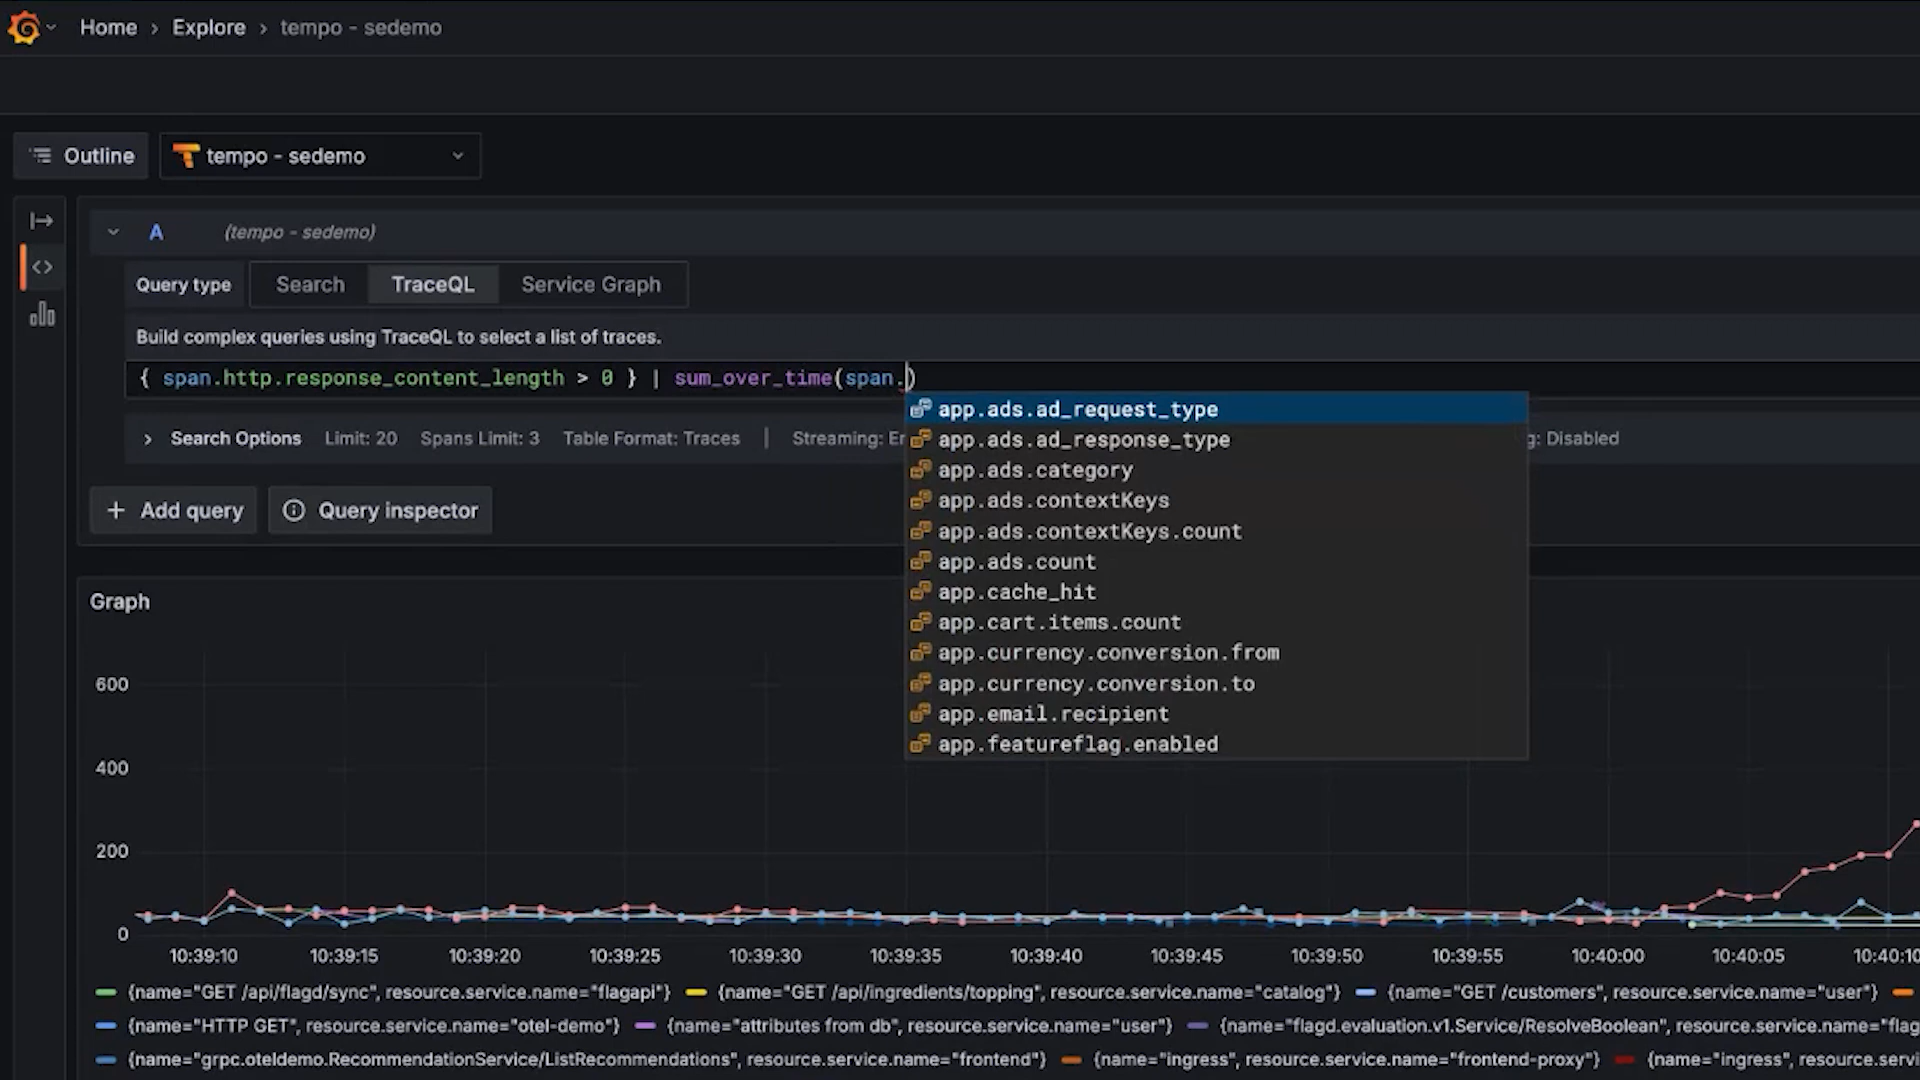 Home > Explore > tempo - sedemo
Outline tempo - sedemo
A (tempo - sedemo)
Query type Search TraceQL Service Graph
Build complex queries using TraceQL to select a list of traces.
{ span.http.response_content_length > 0 } | sum_over_time(span.)
app.ads.ad_request_type
Search Options Limit: 20 Spans Limit: 3 Table Format: Traces | Streaming: Disabled
app.ads.ad_response_type
app.ads.category
app.ads.contextKeys
+ Add query Query inspector
app.ads.contextKeys.count
app.ads.count
app.cache_hit
Graph
app.cart.items.count
app.currency.conversion.from
app.currency.conversion.to
app.email.recipient
app.featureflag.enabled
600
400
200
0
10:39:10 10:39:15 10:39:20 10:39:25 10:39:30 10:39:35 10:39:40 10:39:45 10:39:50 10:39:55 10:40:00 10:40:05 10:40:10
{name="GET /api/flagd/sync", resource.service.name="flagapi"} {name="GET /api/ingredients/topping", resource.service.name="catalog"} {name="GET /customers", resource.service.name="user"}
{name="HTTP GET", resource.service.name="otel-demo"} {name="attributes from db", resource.service.name="user"} {name="flagd.evaluation.v1.Service/ResolveBoolean", resource.service.name="flag
{name="grpc.oteldemo.RecommendationService/ListRecommendations", resource.service.name="frontend"} {name="ingress", resource.service.name="frontend-proxy"} {name="ingress", resource.servi